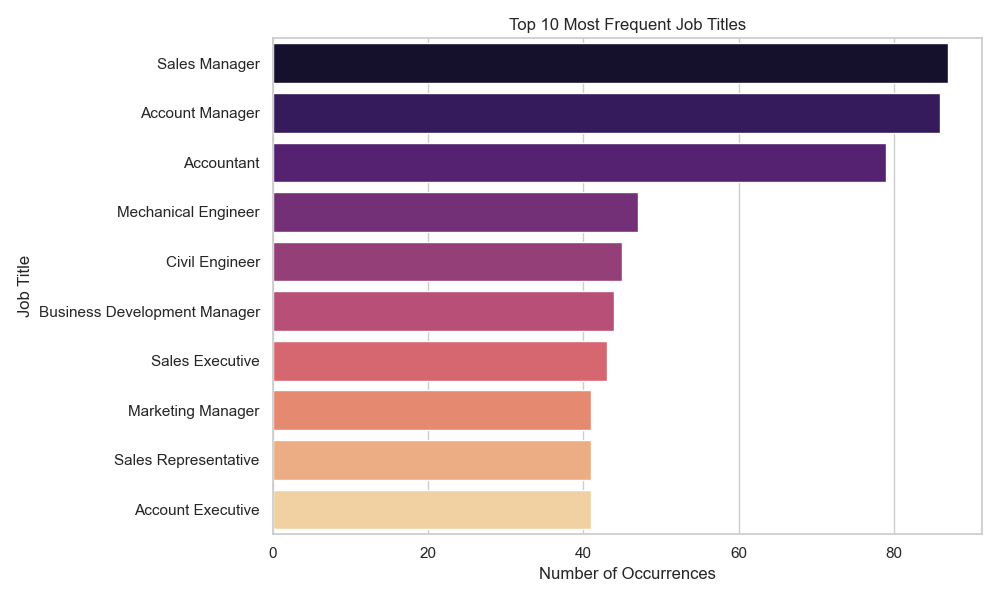 Top 10 Most Frequent Job Titles
Sales Manager
Account Manager
Accountant
Mechanical Engineer
Civil Engineer
Business Development Manager
Sales Executive
Marketing Manager
Sales Representative
Account Executive
Job Title
0 20 40 60 80
Number of Occurrences